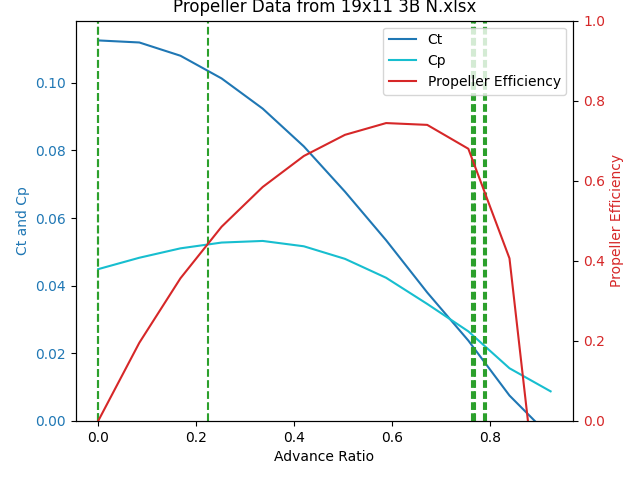 Propeller Data from 19x11 3B N.xlsx
Ct
Cp
Propeller Efficiency
Ct and Cp
0.10
0.08
0.06
0.04
0.02
0.00
1.0
0.8
0.6
0.4
0.2
0.0
Propeller Efficiency
0.0 0.2 0.4 0.6 0.8
Advance Ratio